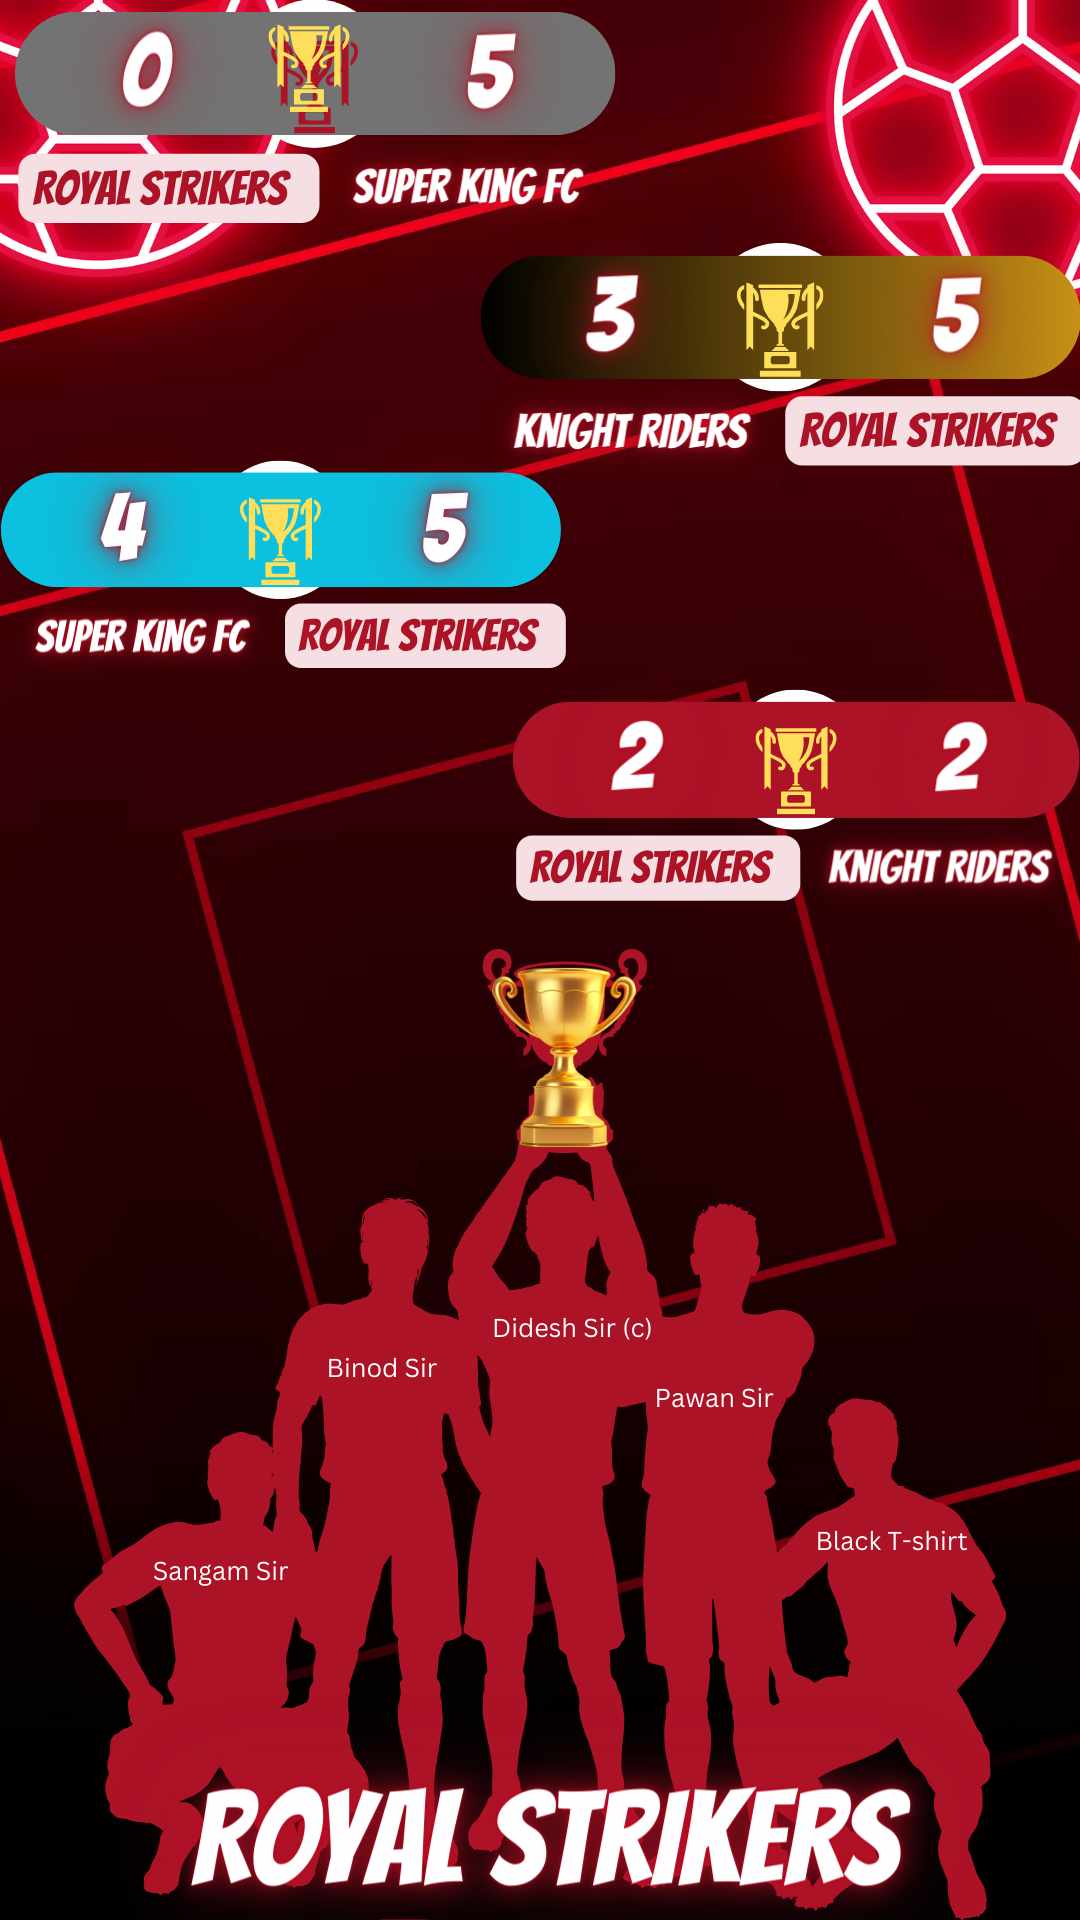 0 5
ROYAL STRIKERS SUPER KING FC
3 5
KNIGHT RIDERS ROYAL STRIKERS
4 5
SUPER KING FC ROYAL STRIKERS
2 2
ROYAL STRIKERS KNIGHT RIDERS
Didesh Sir (c)
Binod Sir
Pawan Sir
Black T-shirt
Sangam Sir
ROYAL STRIKERS